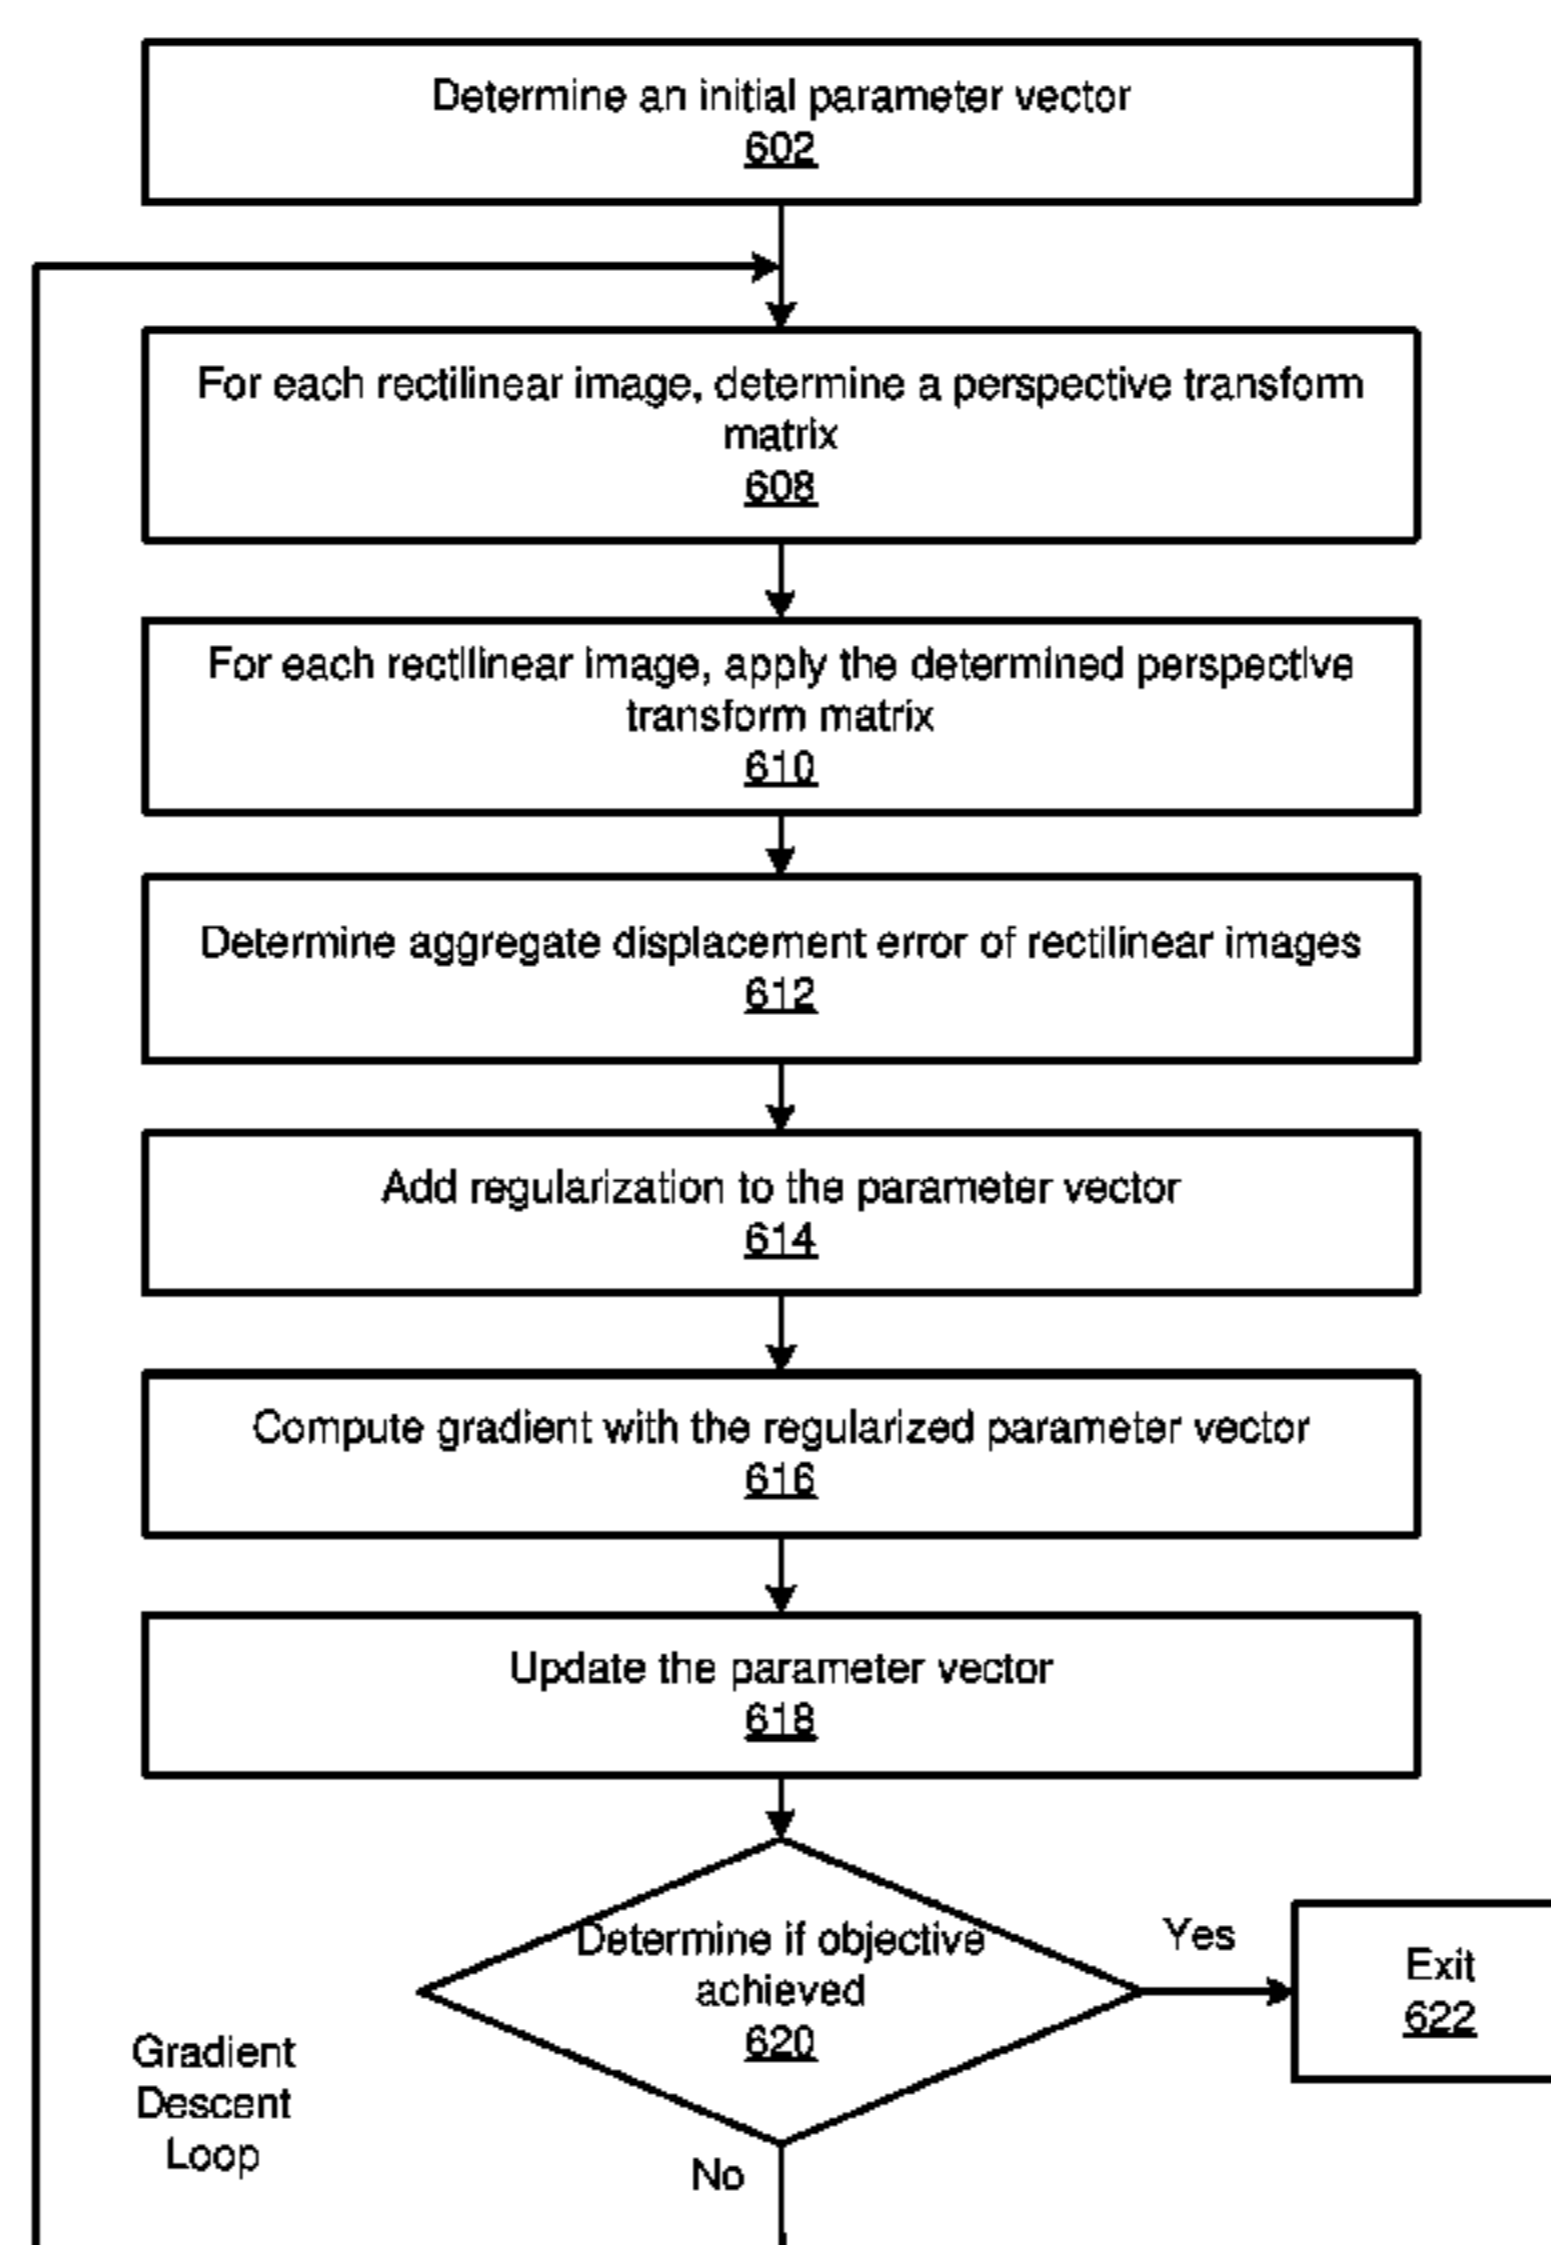 Determine an initial parameter vector
602
For each rectilinear image, determine a perspective transform
matrix
608
For each rectilinear image, apply the determined perspective
transform matrix
610
Determine aggregate displacement error of rectilinear images
612
Add regularization to the parameter vector
614
Compute gradient with the regularized parameter vector
616
Update the parameter vector
618
Determine if objective
achieved
620
Yes
Exit
622
Gradient
Descent
Loop
No